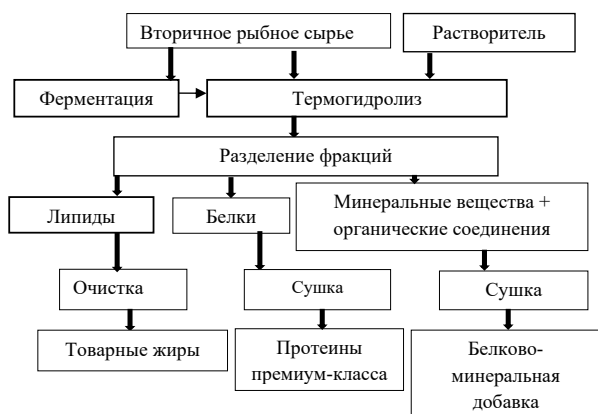 Вторичное рыбное сырье
Растворитель
Ферментация
Термогидролиз
Разделение фракций
Липиды
Белки
Минеральные вещества +
органические соединения
Очистка
Сушка
Сушка
Товарные жиры
Протеины
премиум-класса
Белково-
минеральная
добавка